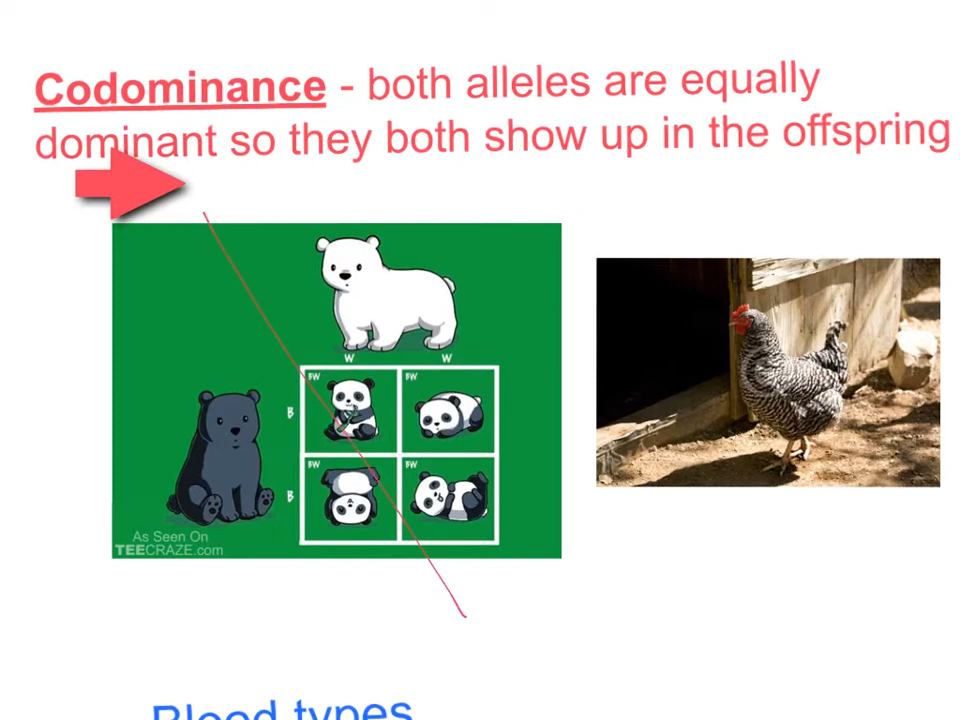 Codominance - both alleles are equally
dominant so they both show up in the offspring
W W
BW BW
B
BW BW
B
As Seen On
TEECRAZE.com
Blood types